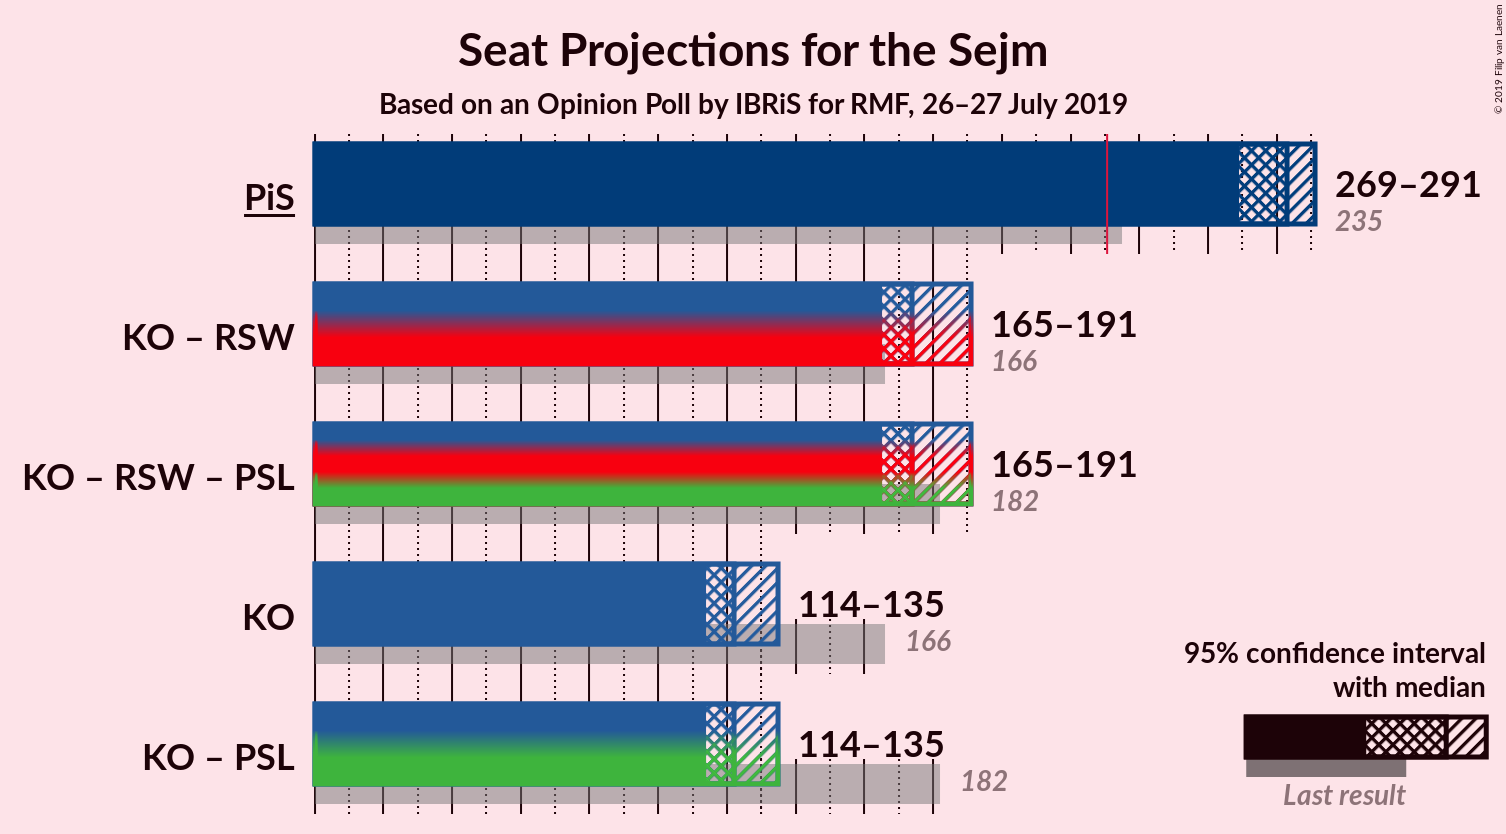 Seat Projections for the Sejm
Based on an Opinion Poll by IBRiS for RMF, 26–27 July 2019
© 2019 Filip van Laenen
PiS
269–291
235
KO – RSW
165–191
166
KO – RSW – PSL
165–191
182
KO
114–135
166
KO – PSL
114–135
182
95% confidence interval
with median
Last result